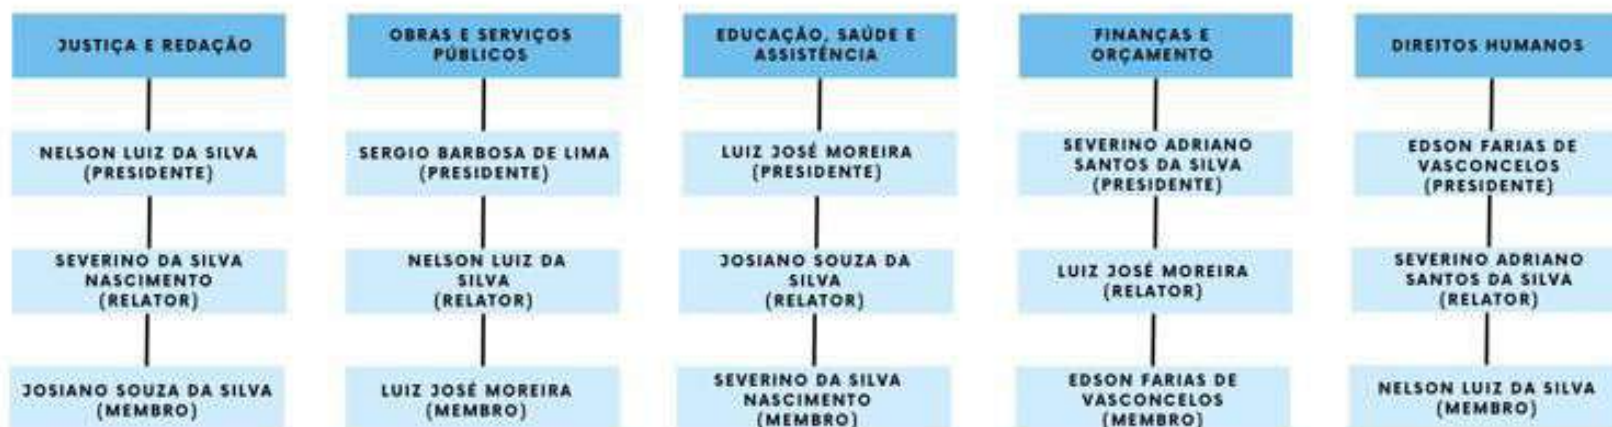 JUSTIÇA E REDAÇÃO
NELSON LUIZ DA SILVA
(PRESIDENTE)
SEVERINO DA SILVA
NASCIMENTO
(RELATOR)
JOSIANO SOUZA DA SILVA
(MEMBRO)
OBRAS E SERVIÇOS
PÚBLICOS
SERGIO BARBOSA DE LIMA
(PRESIDENTE)
NELSON LUIZ DA
SILVA
(RELATOR)
LUIZ JOSÉ MOREIRA
(MEMBRO)
EDUCAÇÃO, SAÚDE E
ASSISTÊNCIA
LUIZ JOSÉ MOREIRA
(PRESIDENTE)
JOSIANO SOUZA DA
SILVA
(RELATOR)
SEVERINO DA SILVA
NASCIMENTO
(MEMBRO)
FINANÇAS E
ORÇAMENTO
SEVERINO ADRIANO
SANTOS DA SILVA
(PRESIDENTE)
LUIZ JOSÉ MOREIRA
(RELATOR)
EDSON FARIAS DE
VASCONCELOS
(MEMBRO)
DIREITOS HUMANOS
EDSON FARIAS DE
VASCONCELOS
(PRESIDENTE)
SEVERINO ADRIANO
SANTOS DA SILVA
(RELATOR)
NELSON LUIZ DA SILVA
(MEMBRO)